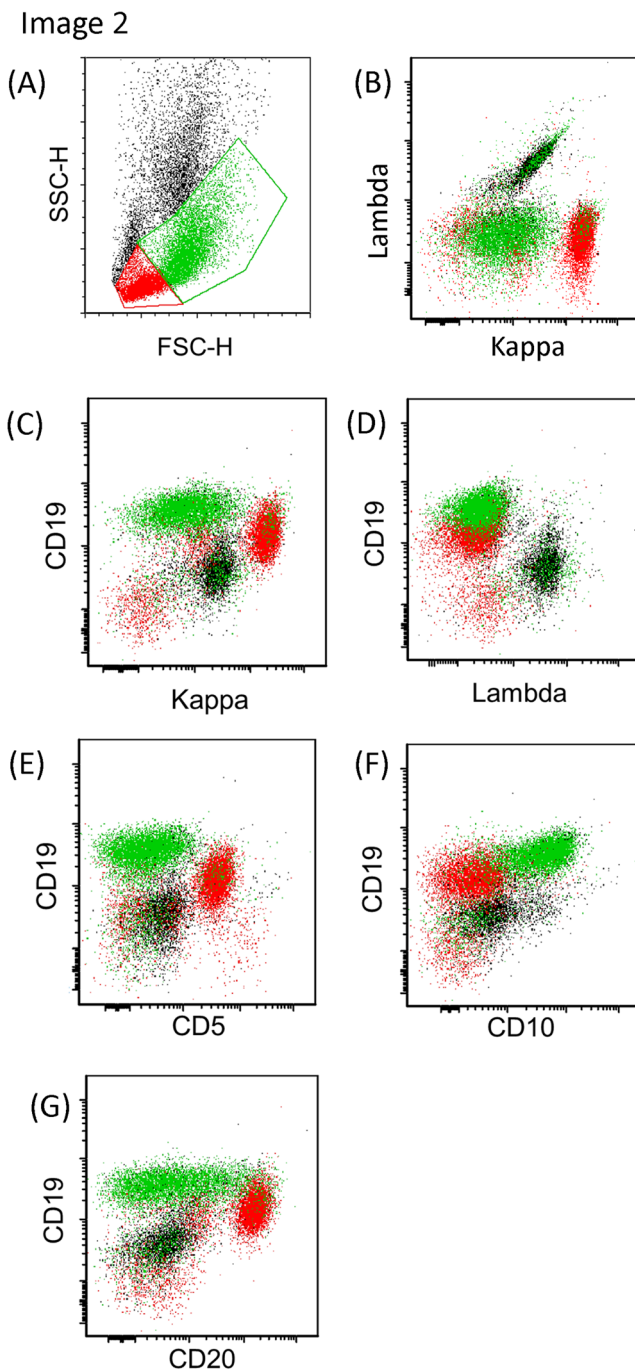 Image 2
(A)
SSC-H
FSC-H
(B)
Lambda
Kappa
(C)
CD19
Kappa
(D)
CD19
Lambda
(E)
CD19
CD5
(F)
CD19
CD10
(G)
CD19
CD20